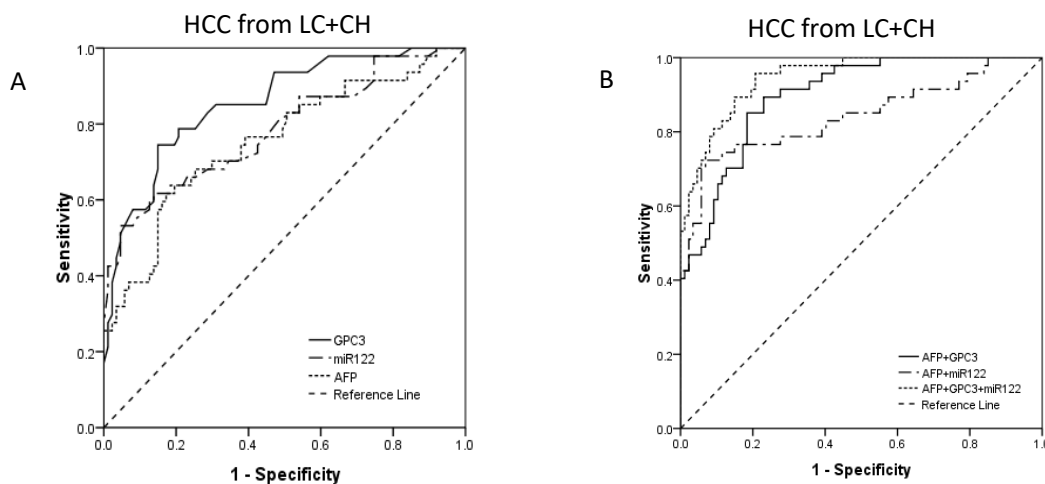 HCC from LC+CH
A
1.0
0.8
0.6
0.4
0.2
0.0
Sensitivity
GPC3
miR122
AFP
Reference Line
0.0 0.2 0.4 0.6 0.8 1.0
1 - Specificity
HCC from LC+CH
B
1.0
0.8
0.6
0.4
0.2
0.0
Sensitivity
AFP+GPC3
AFP+miR122
AFP+GPC3+miR122
Reference Line
0.0 0.2 0.4 0.6 0.8 1.0
1 - Specificity